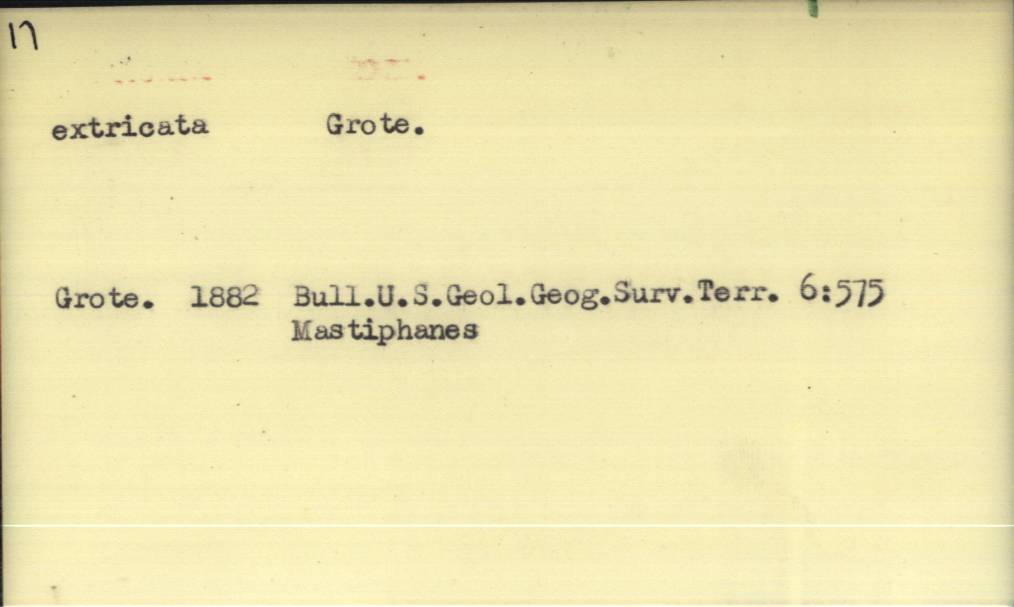 17
extricata Grote.
Grote. 1882 Bull.U.S.Geol.Geog.Surv.Terr. 6:575
Mastiphanes